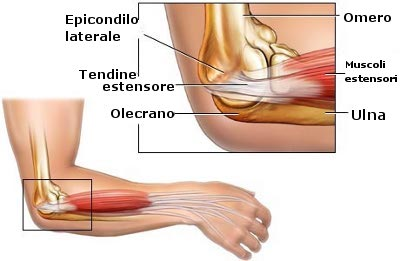 Epicondilo
laterale
Tendine
estensore
Olecrano
Omero
Muscoli
estensori
Ulna